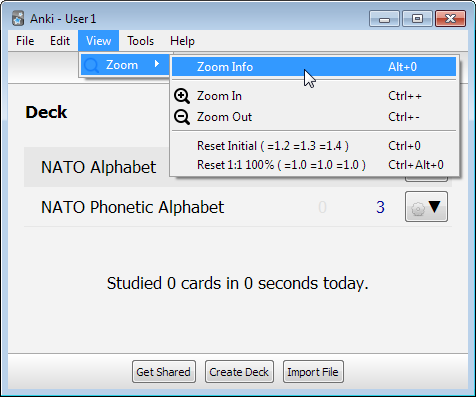 Anki - User 1
File Edit View Tools Help
Zoom
Zoom Info Alt+0
Zoom In Ctrl++
Zoom Out Ctrl+-
Reset Initial ( =1.2 =1.3 =1.4 ) Ctrl+0
Reset 1:1 100% ( =1.0 =1.0 =1.0 ) Ctrl+Alt+0
Deck
NATO Alphabet
NATO Phonetic Alphabet 0 3
Studied 0 cards in 0 seconds today.
Get Shared Create Deck Import File